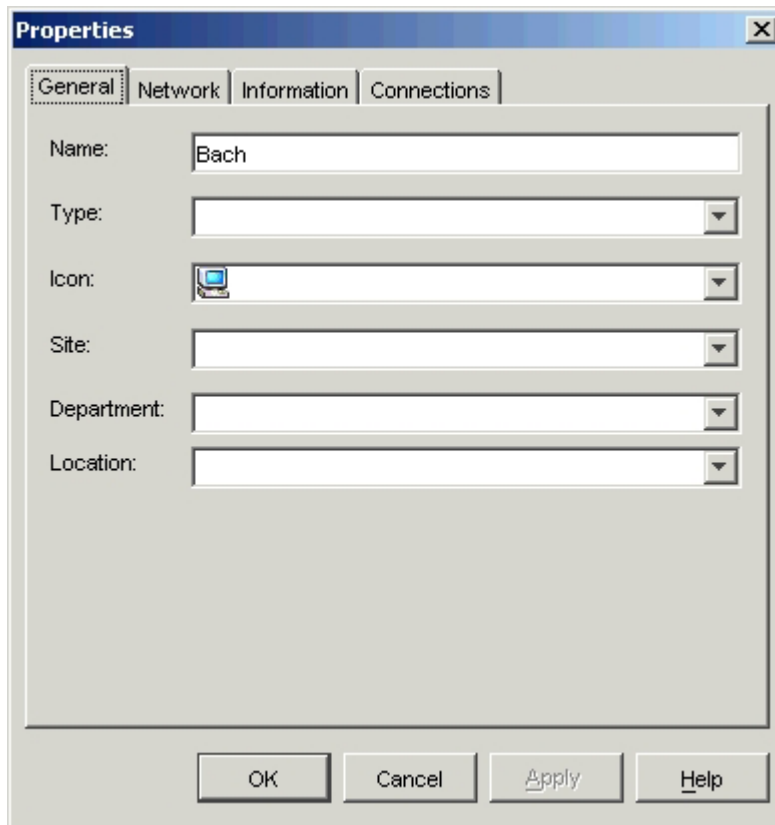 Properties
General Network Information Connections
Name: Bach
Type:
Icon:
Site:
Department:
Location:
OK Cancel Apply Help